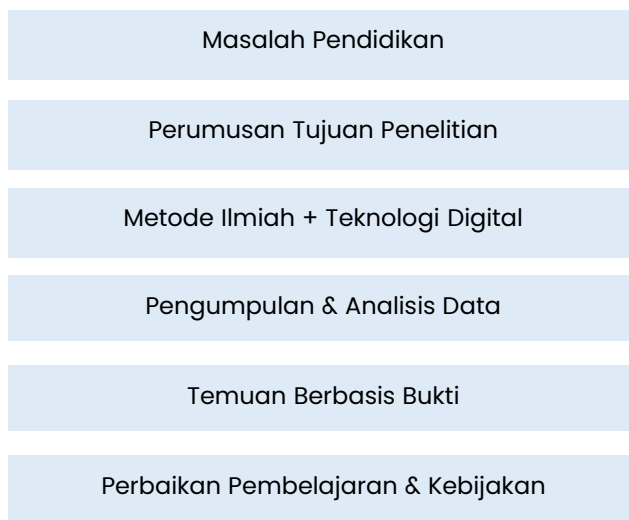 Masalah Pendidikan
Perumusan Tujuan Penelitian
Metode Ilmiah + Teknologi Digital
Pengumpulan & Analisis Data
Temuan Berbasis Bukti
Perbaikan Pembelajaran & Kebijakan